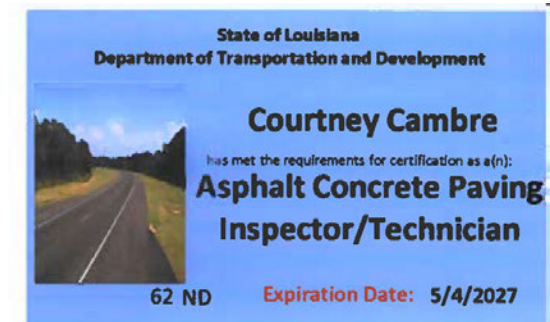 State of Louisiana
Department of Transportation and Development
Courtney Cambre
has met the requirements for certification as a(n):
Asphalt Concrete Paving
Inspector/Technician
62 ND
Expiration Date: 5/4/2027